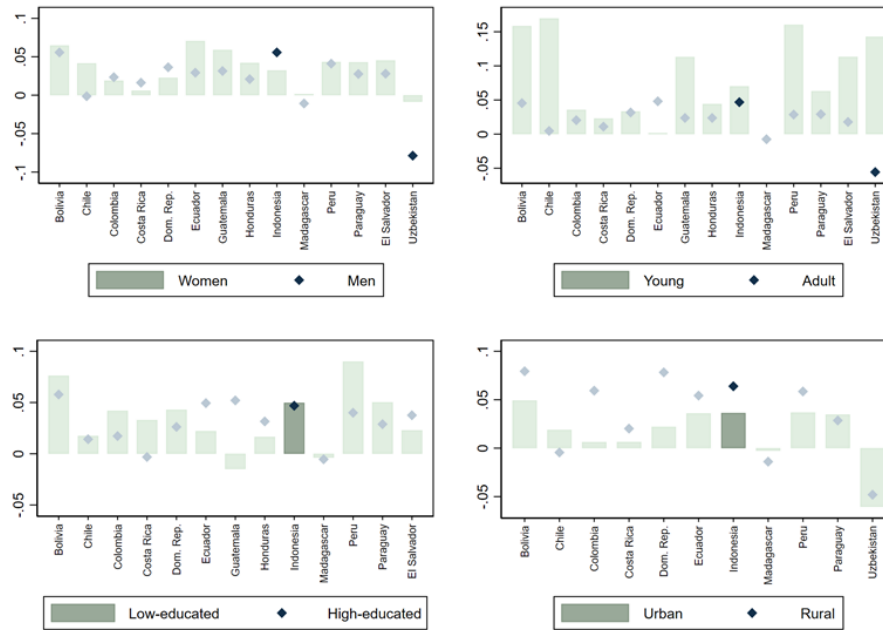 .1
.05
0
-.05
-.1
Bolivia
Chile
Colombia
Costa Rica
Dom. Rep.
Ecuador
Guatemala
Honduras
Indonesia
Madagascar
Peru
Paraguay
El Salvador
Uzbekistan
Women
Men
.15
.1
.05
0
-.05
Bolivia
Chile
Colombia
Costa Rica
Dom. Rep.
Ecuador
Guatemala
Honduras
Indonesia
Madagascar
Peru
Paraguay
El Salvador
Uzbekistan
Young
Adult
.1
.05
0
-.05
Bolivia
Chile
Colombia
Costa Rica
Dom. Rep.
Ecuador
Guatemala
Honduras
Indonesia
Madagascar
Peru
Paraguay
El Salvador
Low-educated
High-educated
.1
.05
0
-.05
Bolivia
Chile
Colombia
Costa Rica
Dom. Rep.
Ecuador
Indonesia
Madagascar
Peru
Paraguay
Uzbekistan
Urban
Rural